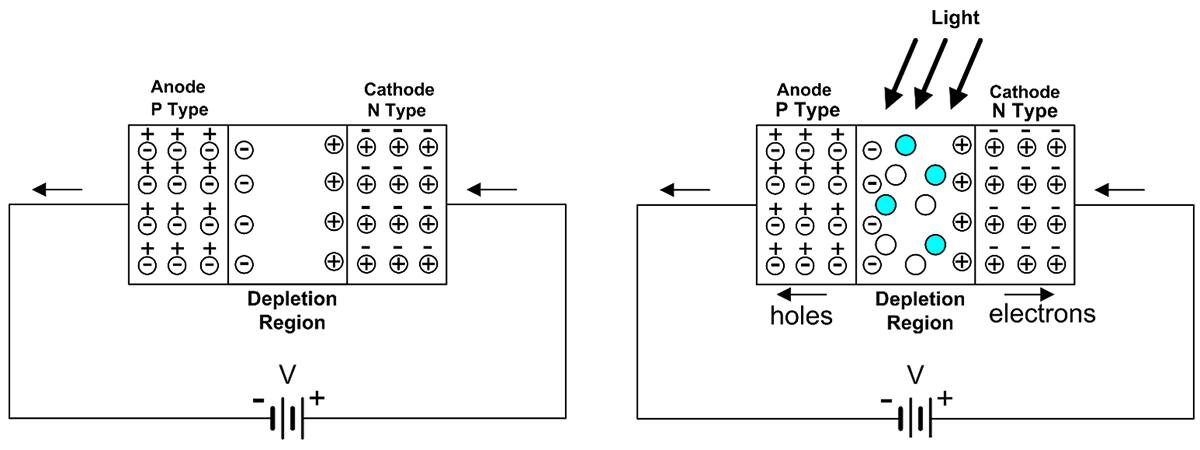 Light
Anode
P Type
Cathode
N Type
Anode
P Type
Cathode
N Type
+ + + - - -
- - - - + + + +
+ + + - - -
- - - - + + + +
+ + + - - -
- - - - + + + +
+ + + - - -
- - - - + + + +
+ + + - - -
- - - - + + + +
+ + + - - -
- - - - + + + +
+ + + - - -
- - - - + + + +
+ + + - - -
- - - - + + + +
Depletion
Region
holes
Depletion
Region
electrons
V
- +
V
- +